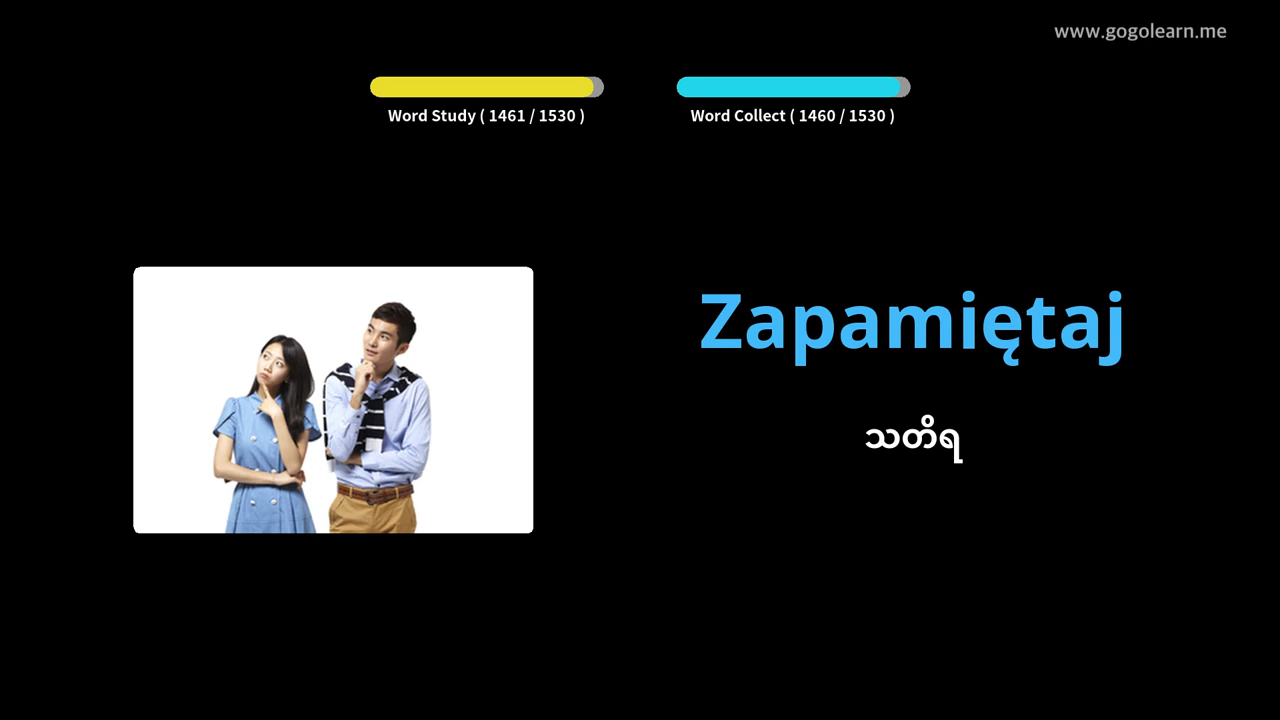 www.gogolearn.me
Word Study ( 1461 / 1530 )
Word Collect ( 1460 / 1530 )
Zapamiętaj
သတိရ